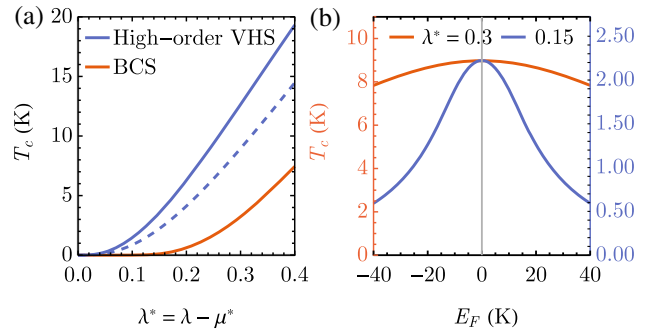 (a)
High-order VHS
BCS
T_c (K)
20
15
10
5
0
0.0 0.1 0.2 0.3 0.4
λ* = λ − μ*
(b)
λ* = 0.3 0.15
T_c (K)
10
8
6
4
2
0
2.00
1.50
1.00
0.50
0.00
−40 −20 0 20 40
E_F (K)